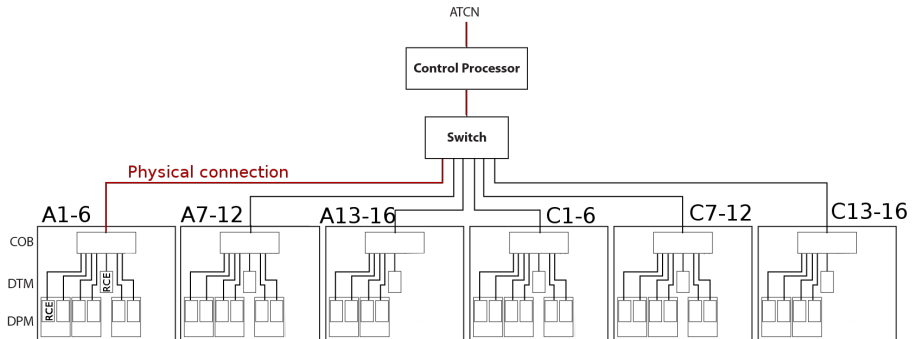 ATCN
Control Processor
Switch
Physical connection
A1-6
A7-12
A13-16
C1-6
C7-12
C13-16
COB
DTM
RCE
DPM
RCE